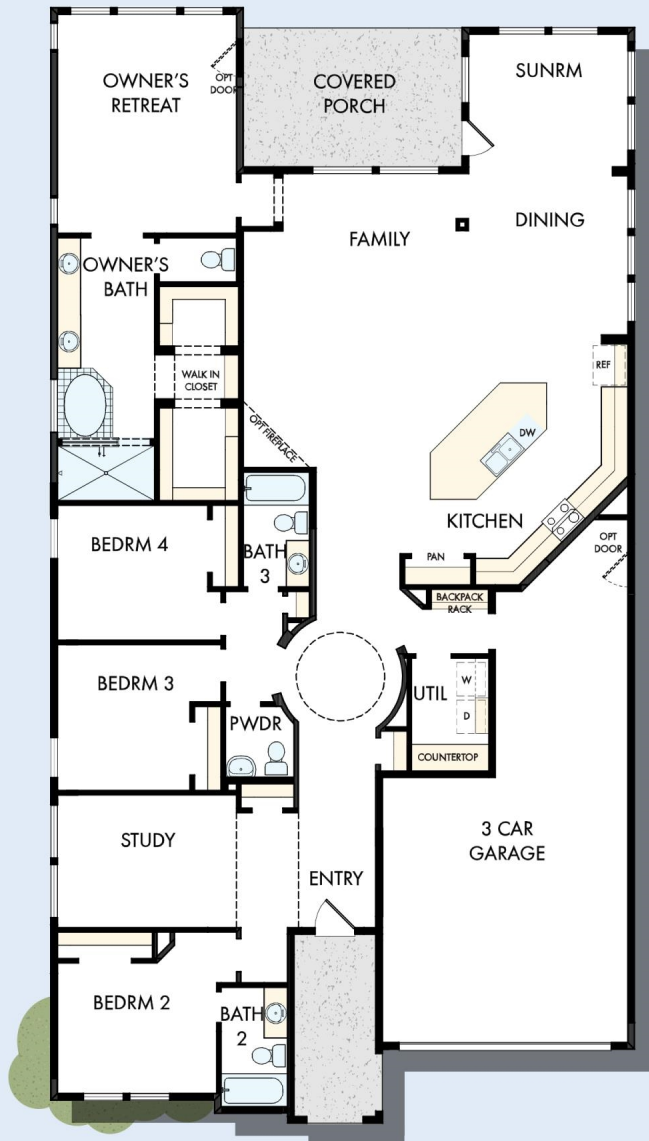 OWNER'S
RETREAT
OPT
DOOR
COVERED
PORCH
SUNRM
FAMILY
DINING
OWNER'S
BATH
WALK IN
CLOSET
REF
OPT FIREPLACE
DW
KITCHEN
OPT
DOOR
BEDRM 4
BATH
3
PAN
BACKPACK
RACK
BEDRM 3
UTIL
W
D
PWDR
COUNTERTOP
STUDY
3 CAR
GARAGE
ENTRY
BEDRM 2
BATH
2